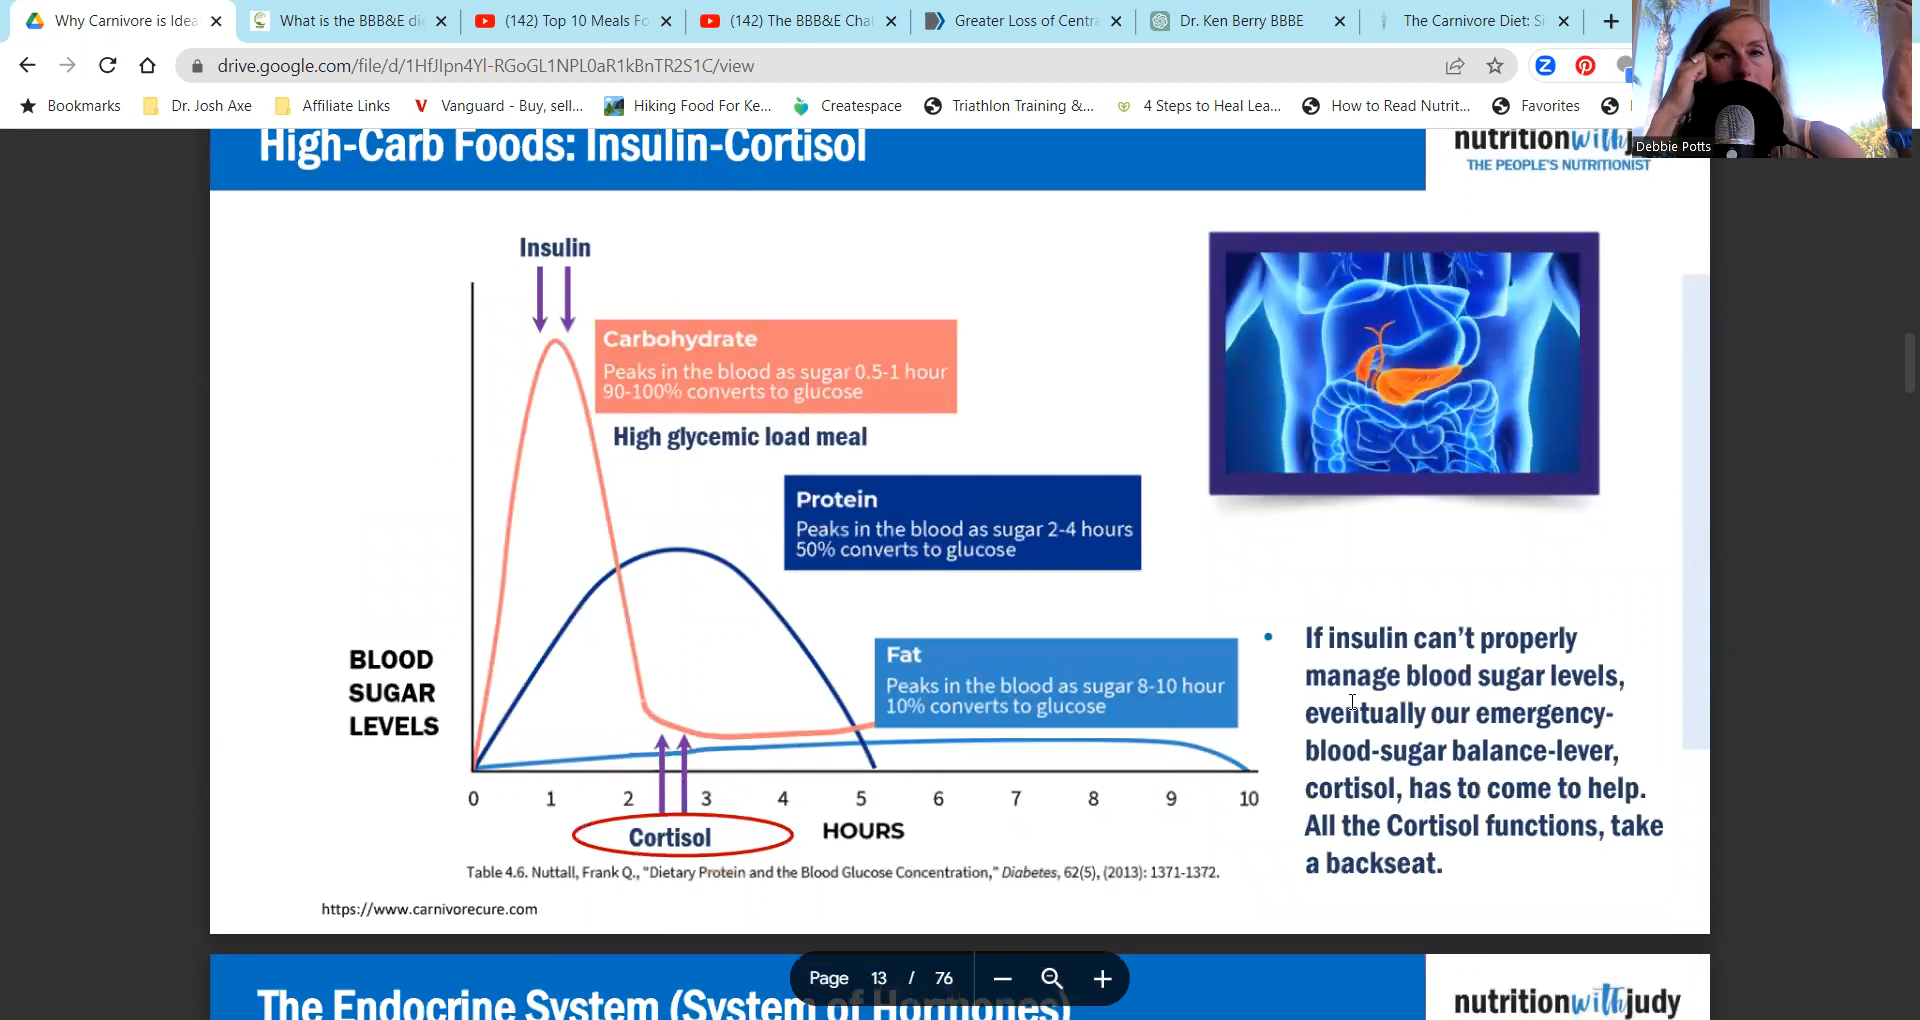 Why Carnivore is Idea
What is the BBB&E di
(142) Top 10 Meals Fo
(142) The BBB&E Cha
Greater Loss of Centra
Dr. Ken Berry BBBE
The Carnivore Diet: Si
drive.google.com/file/d/1HfJIpn4Yl-RGoGL1NPL0aR1kBnTR2S1C/view
Bookmarks
Dr. Josh Axe
Affiliate Links
Vanguard - Buy, sell...
Hiking Food For Ke...
Createspace
Triathlon Training &...
4 Steps to Heal Lea...
How to Read Nutrit...
Favorites
Debbie Potts
High-Carb Foods: Insulin-Cortisol
nutritionwith
THE PEOPLE'S NUTRITIONIST
Insulin
Carbohydrate
Peaks in the blood as sugar 0.5-1 hour
90-100% converts to glucose
High glycemic load meal
Protein
Peaks in the blood as sugar 2-4 hours
50% converts to glucose
Fat
Peaks in the blood as sugar 8-10 hour
10% converts to glucose
BLOOD
SUGAR
LEVELS
0 1 2 3 4 5 6 7 8 9 10
Cortisol
HOURS
• If insulin can't properly
manage blood sugar levels,
eventually our emergency-
blood-sugar balance-lever,
cortisol, has to come to help.
All the Cortisol functions, take
a backseat.
Table 4.6. Nuttall, Frank Q., "Dietary Protein and the Blood Glucose Concentration," Diabetes, 62(5), (2013): 1371-1372.
https://www.carnivorecure.com
Page 13 / 76
The Endocrine System (System of Hormones)
nutritionwithjudy